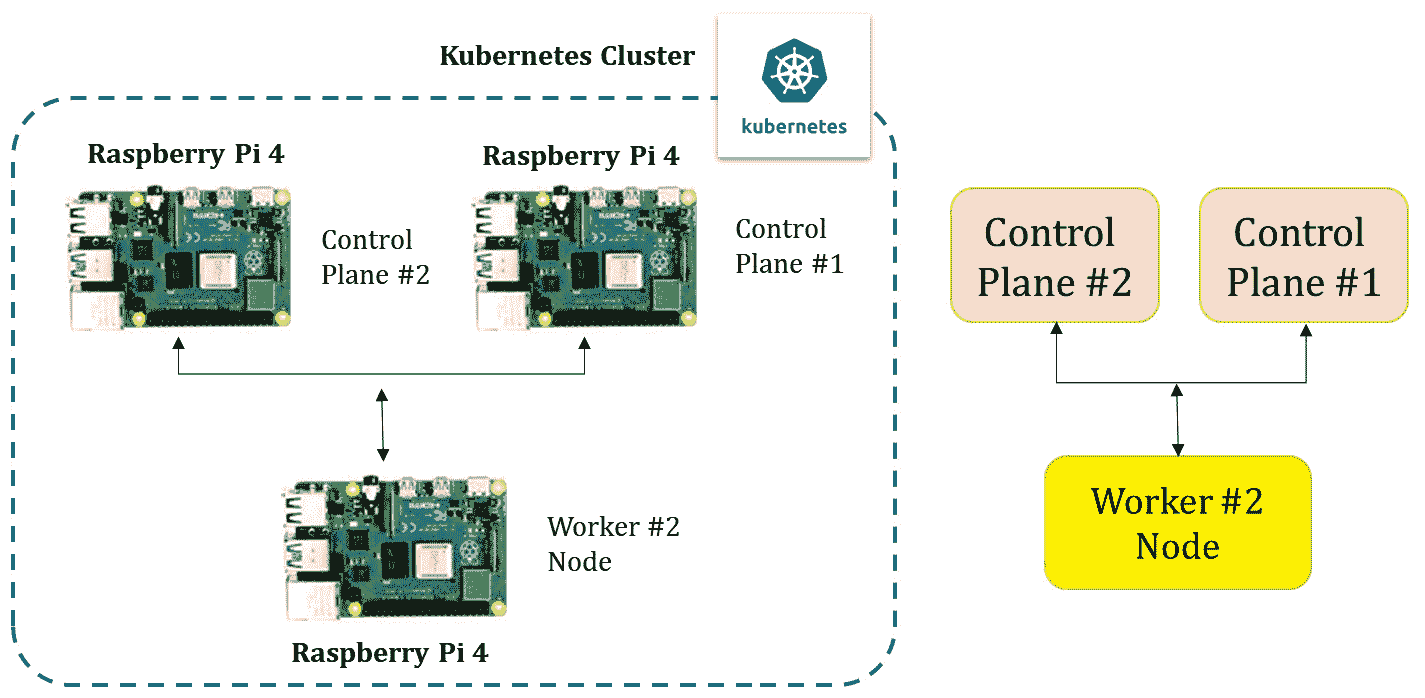 Kubernetes Cluster
kubernetes
Raspberry Pi 4
Raspberry Pi 4
Control
Plane #2
Control
Plane #1
Worker #2
Node
Raspberry Pi 4
Control
Plane #2
Control
Plane #1
Worker #2
Node